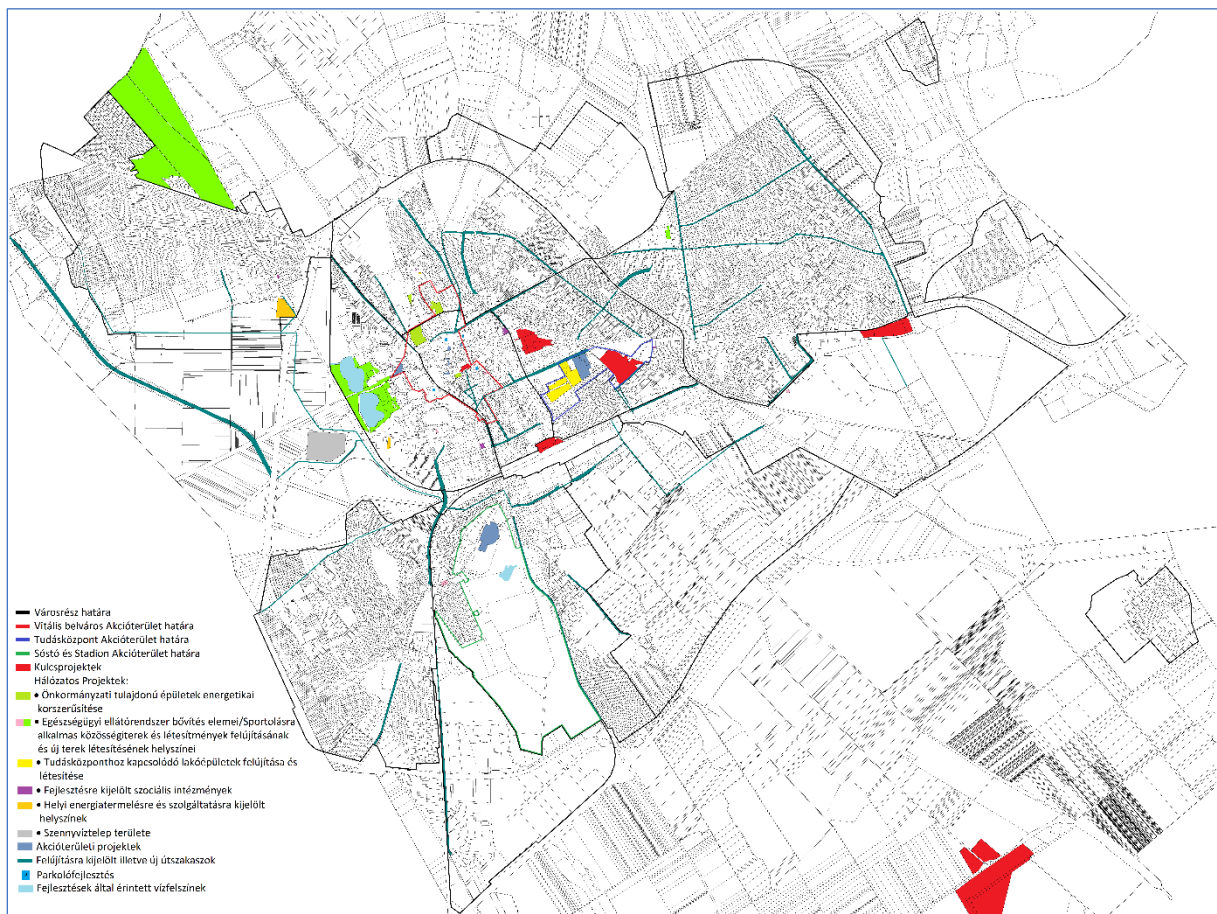 Városrész határa
Vitális belváros Akcióterület határa
Tudásközpont Akcióterület határa
Sóstó és Stadion Akcióterület határa
Kulcsprojektek
Hálózatos Projektek:
• Önkormányzati tulajdonú épületek energetikai
korszerűsítése
• Egészségügyi ellátórendszer bővítés elemei/Sportolásra
alkalmas közösségiterek és létesítmények felújításának
és új terek létesítésének helyszínei
• Tudásközponthoz kapcsolódó lakóépületek felújítása és
létesítése
• Fejlesztésre kijelölt szociális intézmények
• Helyi energiatermelésre és szolgáltatásra kijelölt
helyszínek
• Szennyvíztelep területe
Akcióterületi projektek
Felújításra kijelölt illetve új útszakaszok
Parkolófejlesztés
Fejlesztések által érintett vízfelszínek